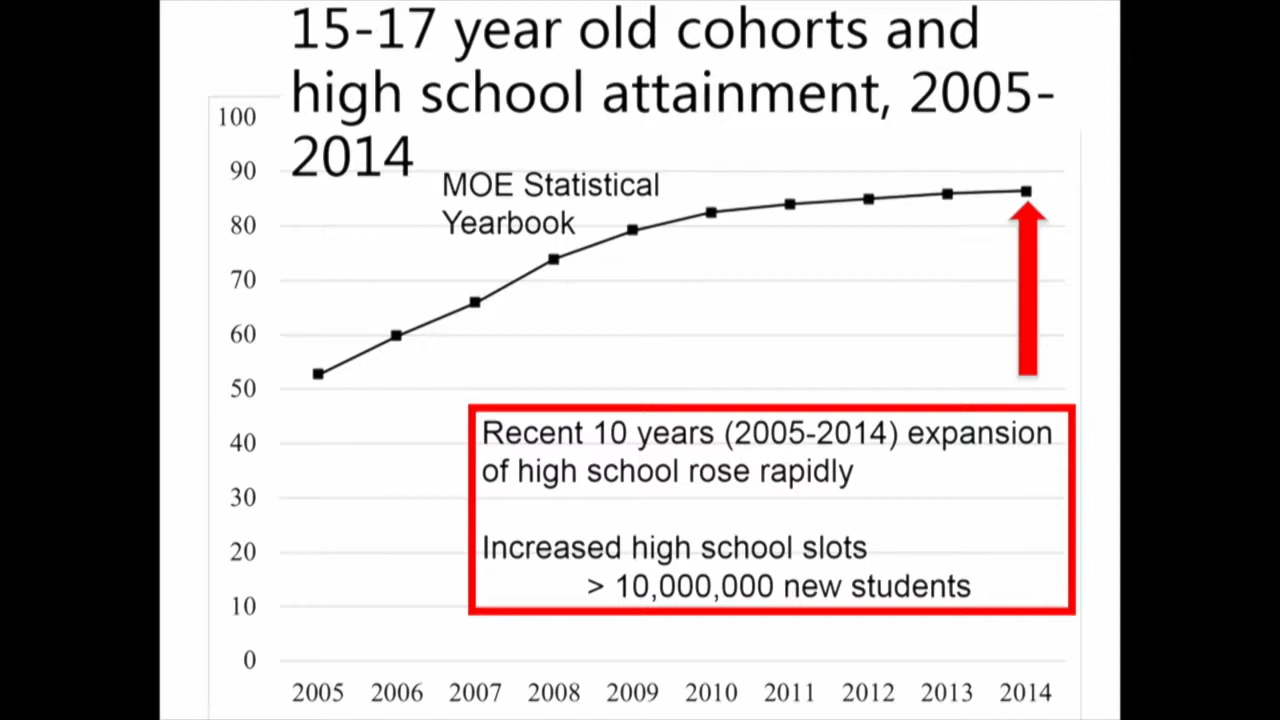 15-17 year old cohorts and
high school attainment, 2005-
2014
MOE Statistical
Yearbook
100
90
80
70
60
50
40
30
20
10
0
Recent 10 years (2005-2014) expansion
of high school rose rapidly
Increased high school slots
> 10,000,000 new students
2005 2006 2007 2008 2009 2010 2011 2012 2013 2014